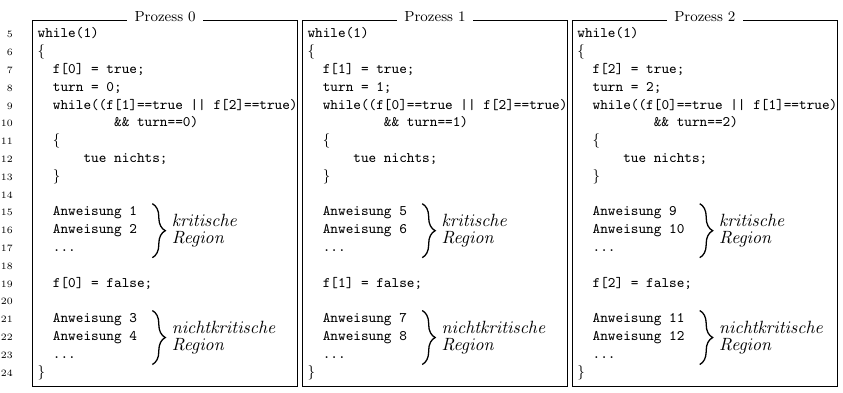 Prozess 0 Prozess 1 Prozess 2
5 while(1) while(1) while(1)
6 { { {
7 f[0] = true; f[1] = true; f[2] = true;
8 turn = 0; turn = 1; turn = 2;
9 while((f[1]==true || f[2]==true) while((f[0]==true || f[2]==true) while((f[0]==true || f[1]==true)
10 && turn==0) && turn==1) && turn==2)
11 { { {
12 tue nichts; tue nichts; tue nichts;
13 } } }
14
15 Anweisung 1 Anweisung 5 Anweisung 9
kritische kritische kritische
16 Anweisung 2 Anweisung 6 Anweisung 10
Region Region Region
17 ... ... ...
18
19 f[0] = false; f[1] = false; f[2] = false;
20
21 Anweisung 3 Anweisung 7 Anweisung 11
nichtkritische nichtkritische nichtkritische
22 Anweisung 4 Anweisung 8 Anweisung 12
Region Region Region
23 ... ... ...
24 } } }